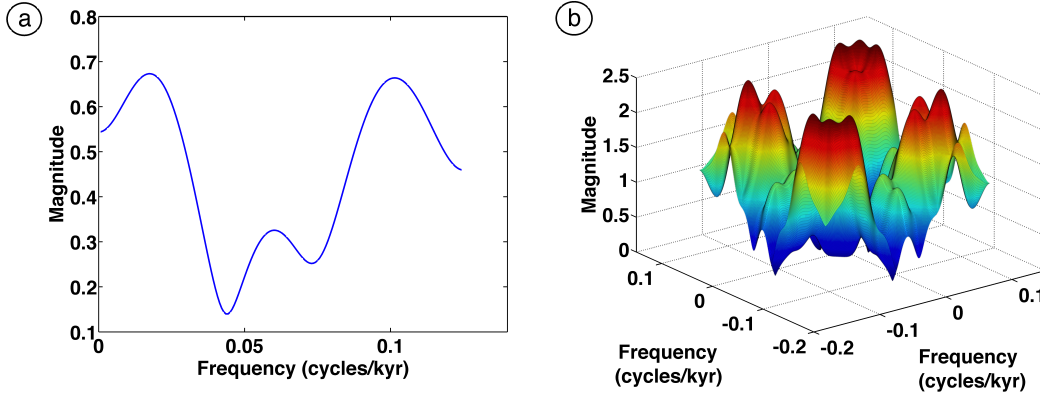 a
0.8
0.7
0.6
0.5
0.4
0.3
0.2
0.1
Magnitude
0 0.05 0.1
Frequency (cycles/kyr)
b
2.5
2
1.5
1
0.5
0
Magnitude
0.1
0
-0.1
-0.2
Frequency
(cycles/kyr)
-0.2
-0.1
0
0.1
Frequency
(cycles/kyr)